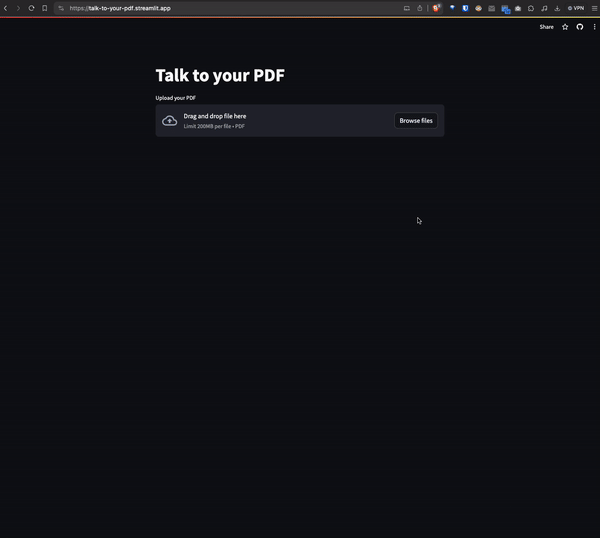 https://talk-to-your-pdf.streamlit.app
VPN
Share
Talk to your PDF
Upload your PDF
Drag and drop file here
Limit 200MB per file • PDF
Browse files